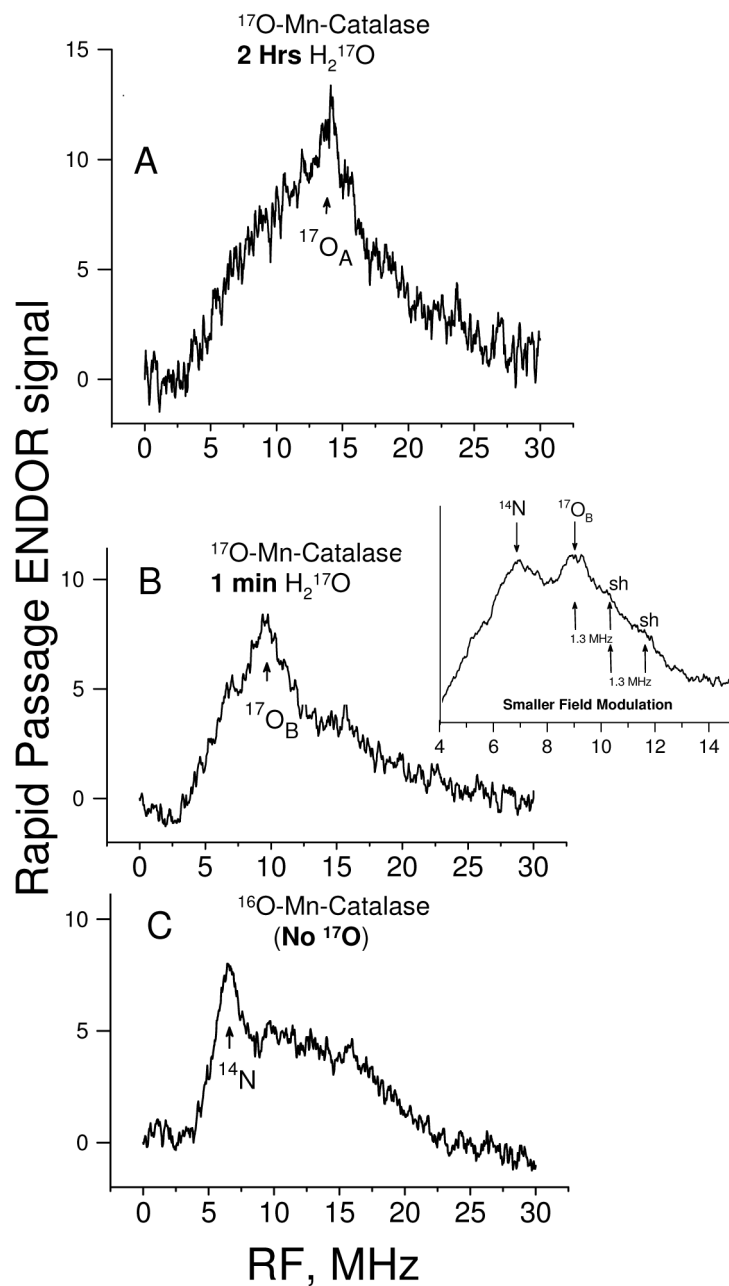 Rapid Passage ENDOR signal
¹⁷O-Mn-Catalase
2 Hrs H₂¹⁷O
15
A
10
5
0
¹⁷O_A
0 5 10 15 20 25 30
¹⁷O-Mn-Catalase
1 min H₂¹⁷O
B
10
5
0
¹⁷O_B
0 5 10 15 20 25 30
¹⁴N ¹⁷O_B
sh
sh
1.3 MHz
1.3 MHz
Smaller Field Modulation
4 6 8 10 12 14
¹⁶O-Mn-Catalase
(No ¹⁷O)
C
10
5
0
¹⁴N
0 5 10 15 20 25 30
RF, MHz